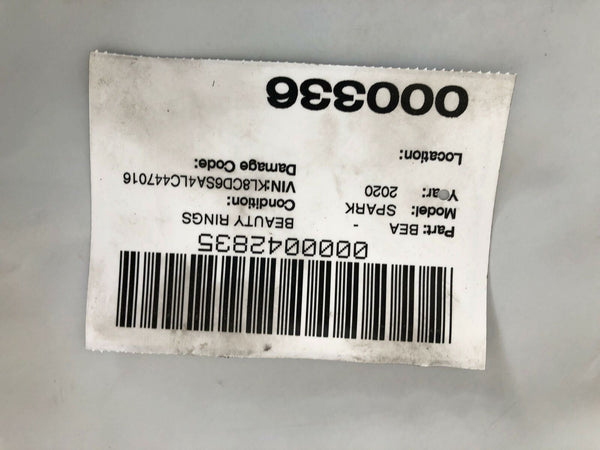 0000042835
Part: BEA - BEAUTY RINGS
Model: SPARK Condition:
Year: 2020 VIN:KL8CD6SA4LC447016
Location: Damage Code:
000336